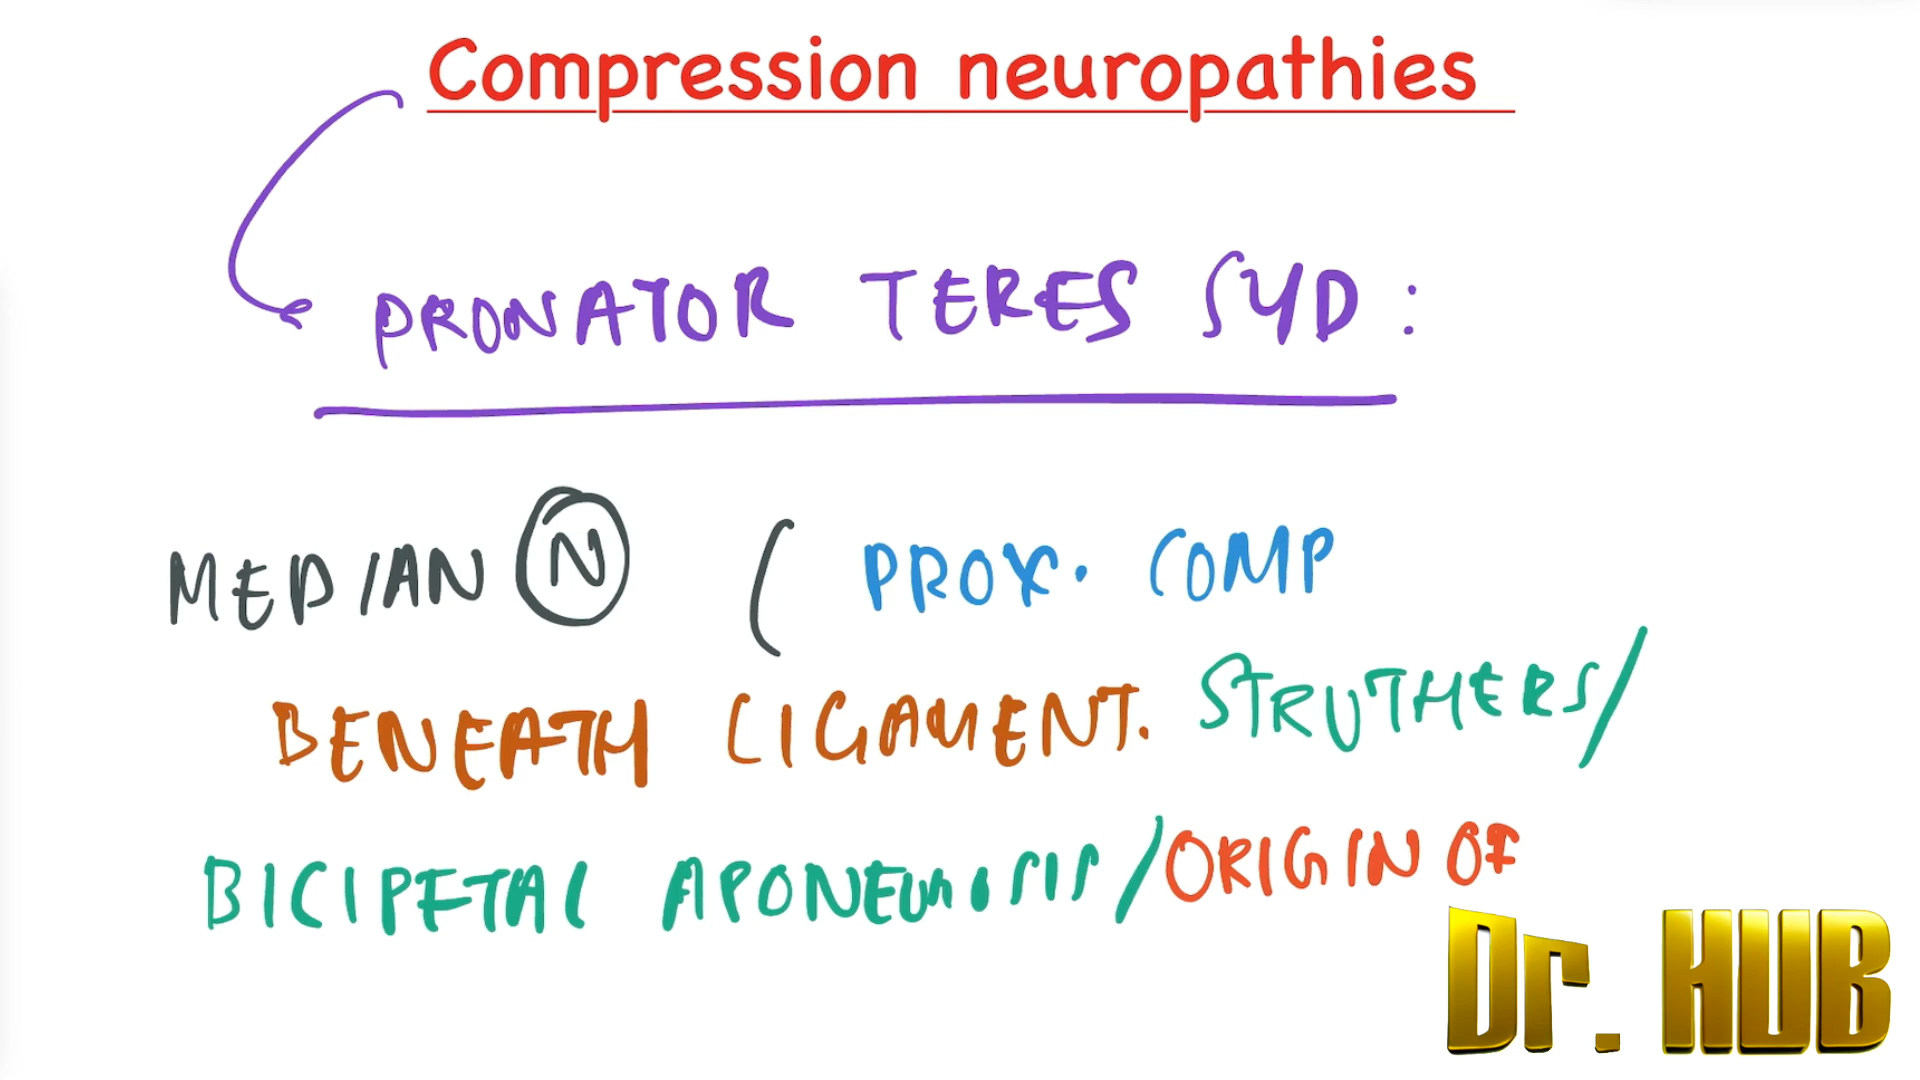 Compression neuropathies
PRONATOR TERES SYD :
MEDIAN N ( PROX. COMP
BENEATH LIGAMENT. STRUTHERS/
BICIPETAL APONEUROSIS/ORIGIN OF
Dr. HUB